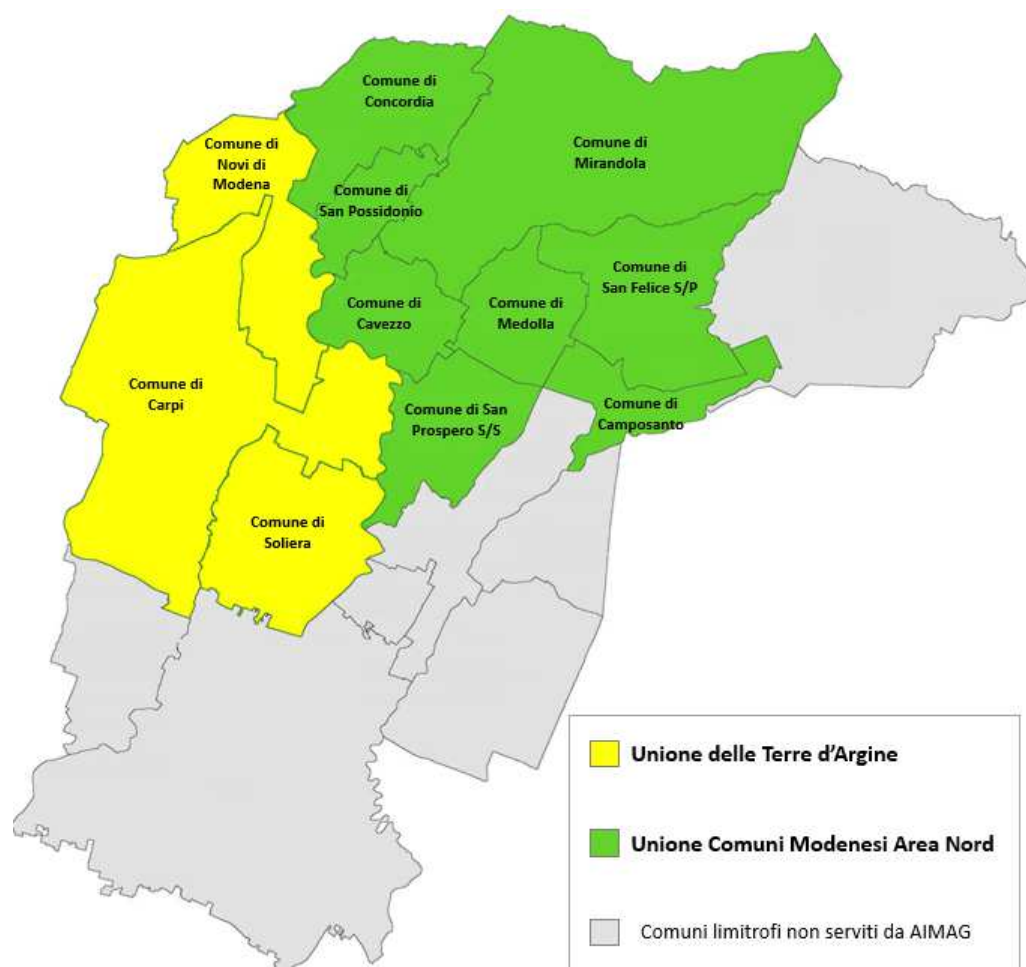 Comune di
Concordia
Comune di
Novi di
Modena
Comune di
Mirandola
Comune di
San Possidonio
Comune di
San Felice S/P
Comune di
Cavezzo
Comune di
Medolla
Comune di
Carpi
Comune di San
Prospero S/S
Comune di
Camposanto
Comune di
Soliera
Unione delle Terre d’Argine
Unione Comuni Modenesi Area Nord
Comuni limitrofi non serviti da AIMAG